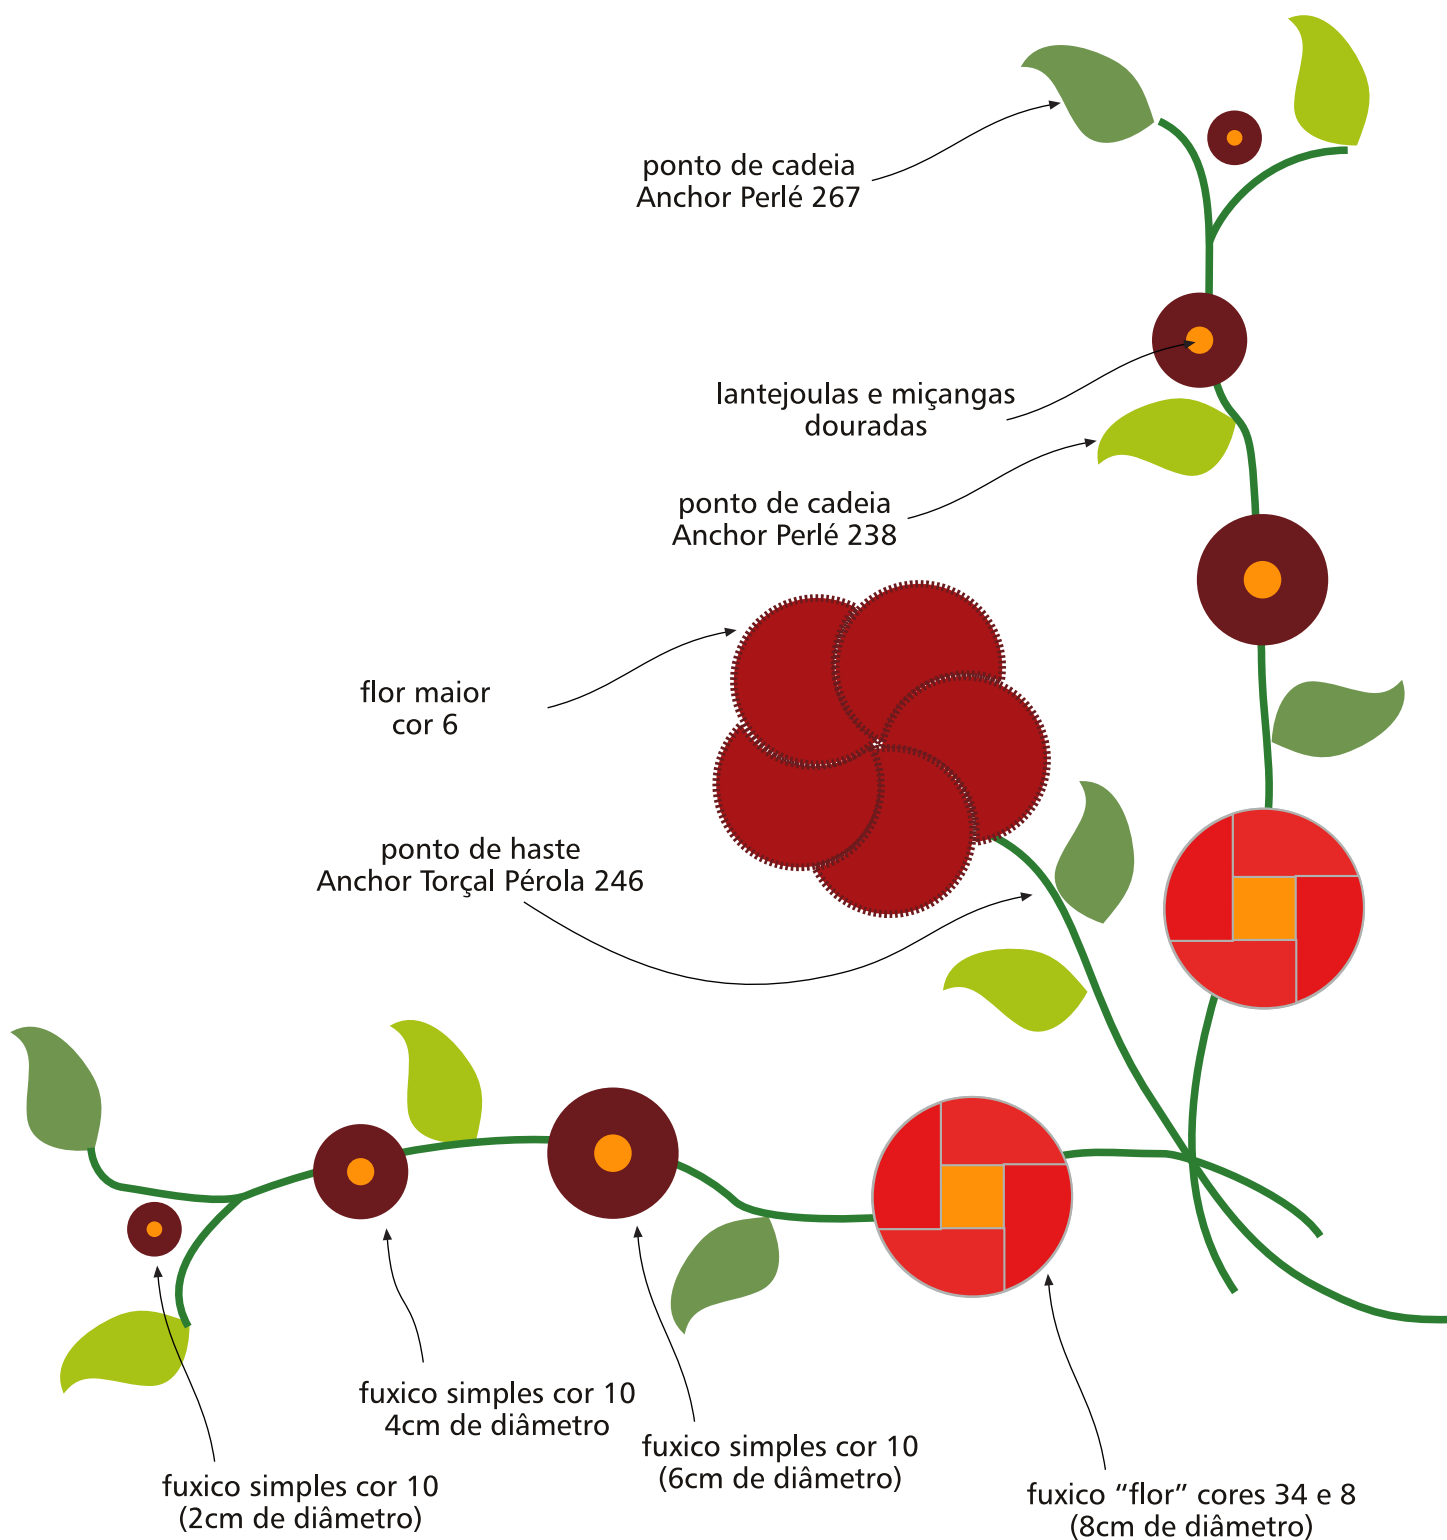 ponto de cadeia
Anchor Perlé 267
lantejoulas e miçangas
douradas
ponto de cadeia
Anchor Perlé 238
flor maior
cor 6
ponto de haste
Anchor Torçal Pérola 246
fuxico simples cor 10
4cm de diâmetro
fuxico simples cor 10
(6cm de diâmetro)
fuxico simples cor 10
(2cm de diâmetro)
fuxico “flor” cores 34 e 8
(8cm de diâmetro)